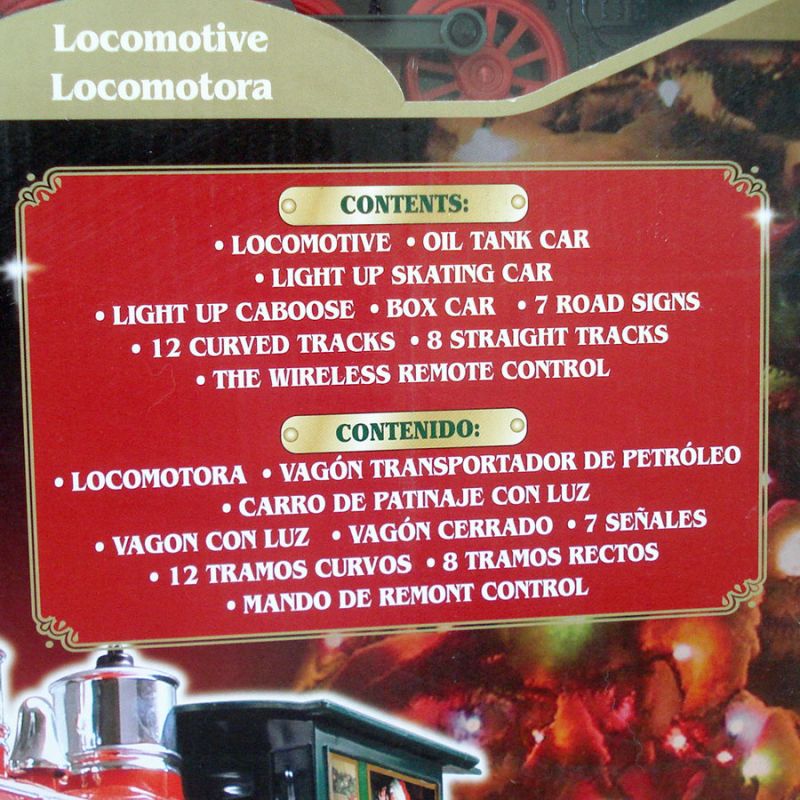 Locomotive
Locomotora
CONTENTS:
• LOCOMOTIVE • OIL TANK CAR
• LIGHT UP SKATING CAR
• LIGHT UP CABOOSE • BOX CAR • 7 ROAD SIGNS
• 12 CURVED TRACKS • 8 STRAIGHT TRACKS
• THE WIRELESS REMOTE CONTROL
CONTENIDO:
• LOCOMOTORA • VAGÓN TRANSPORTADOR DE PETRÓLEO
• CARRO DE PATINAJE CON LUZ
• VAGON CON LUZ • VAGÓN CERRADO • 7 SEÑALES
• 12 TRAMOS CURVOS • 8 TRAMOS RECTOS
• MANDO DE REMONT CONTROL